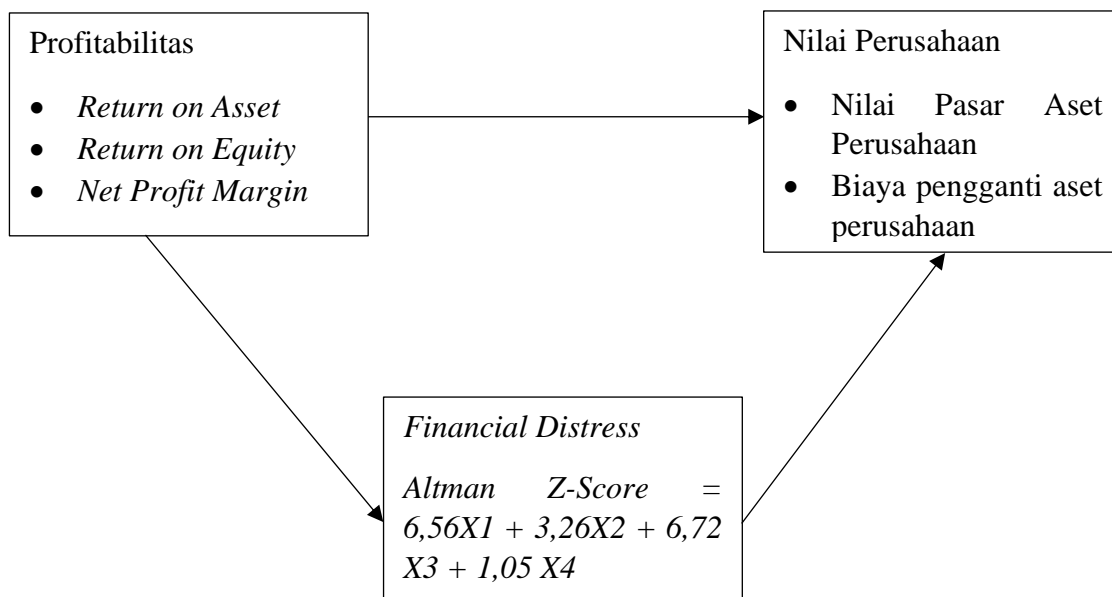 Profitabilitas
• Return on Asset
• Return on Equity
• Net Profit Margin
Nilai Perusahaan
• Nilai Pasar Aset
Perusahaan
• Biaya pengganti aset
perusahaan
Financial Distress
Altman Z-Score =
6,56X1 + 3,26X2 + 6,72
X3 + 1,05 X4